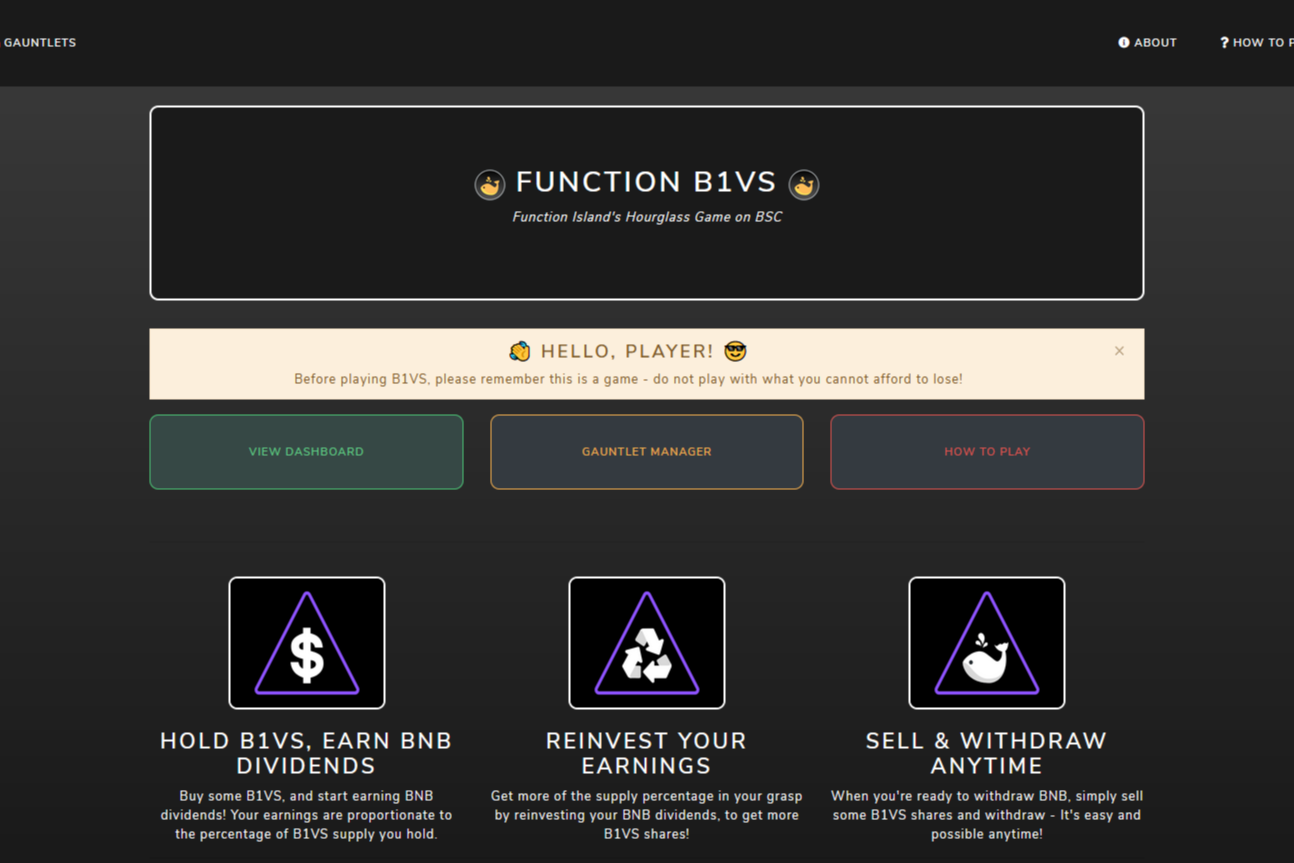 GAUNTLETS
ABOUT
HOW TO
FUNCTION B1VS
Function Island's Hourglass Game on BSC
HELLO, PLAYER!
×
Before playing B1VS, please remember this is a game - do not play with what you cannot afford to lose!
VIEW DASHBOARD
GAUNTLET MANAGER
HOW TO PLAY
$
HOLD B1VS, EARN BNB
DIVIDENDS
Buy some B1VS, and start earning BNB
dividends! Your earnings are proportionate to
the percentage of B1VS supply you hold.
REINVEST YOUR
EARNINGS
Get more of the supply percentage in your grasp
by reinvesting your BNB dividends, to get more
B1VS shares!
SELL & WITHDRAW
ANYTIME
When you're ready to withdraw BNB, simply sell
some B1VS shares and withdraw - It's easy and
possible anytime!